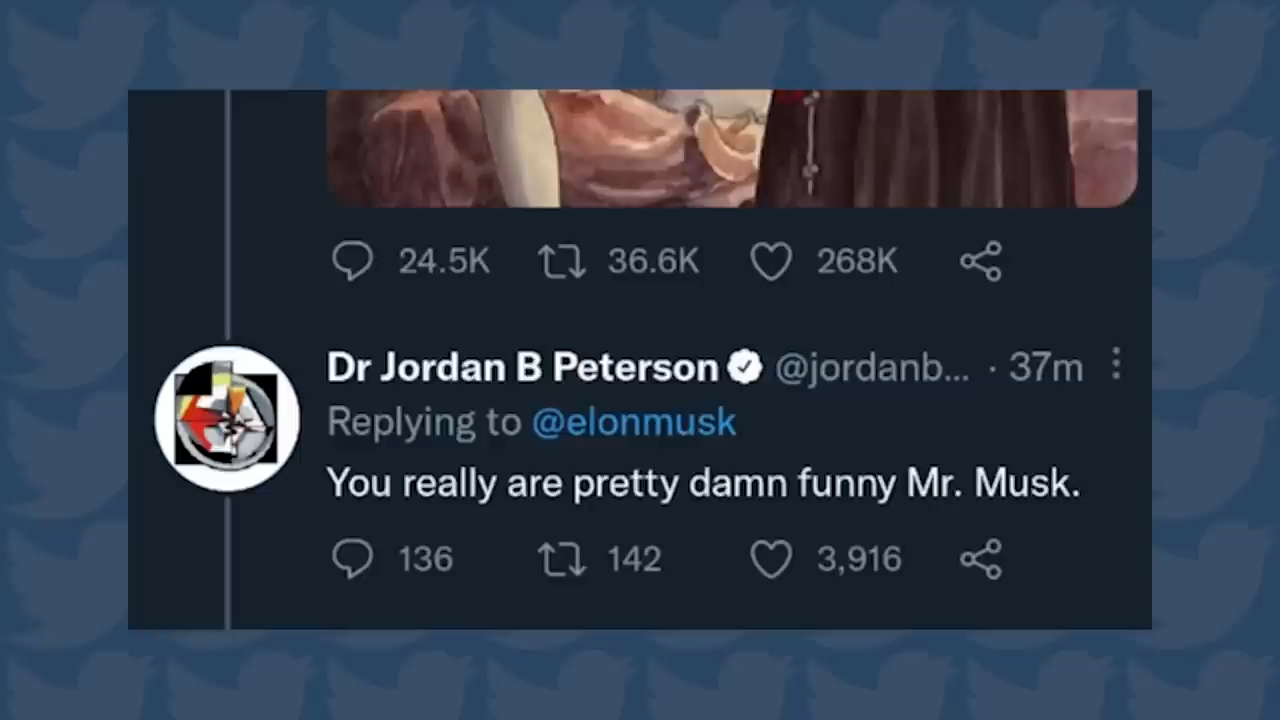 24.5K 36.6K 268K
Dr Jordan B Peterson @jordanb... · 37m
Replying to @elonmusk
You really are pretty damn funny Mr. Musk.
136 142 3,916